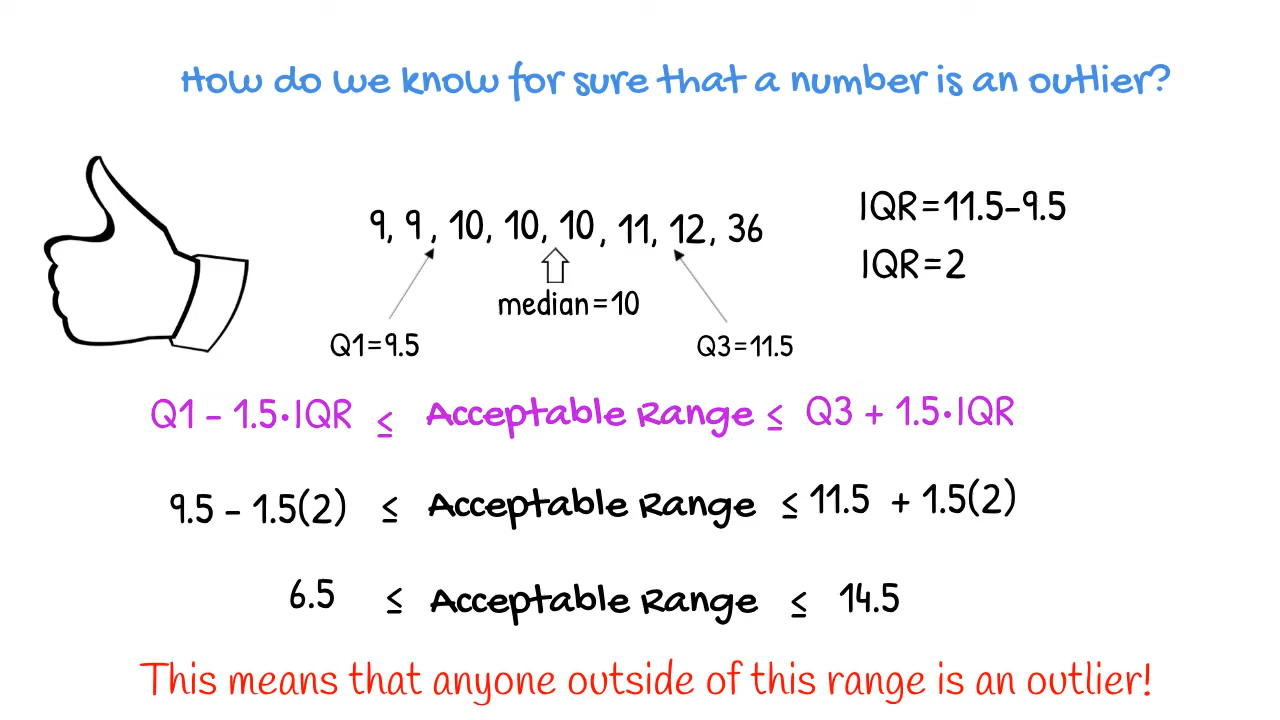 How do we know for sure that a number is an outlier?
9, 9, 10, 10, 10, 11, 12, 36
IQR=11.5-9.5
IQR=2
median=10
Q1=9.5
Q3=11.5
Q1 - 1.5•IQR ≤ Acceptable Range ≤ Q3 + 1.5•IQR
9.5 - 1.5(2) ≤ Acceptable Range ≤ 11.5 + 1.5(2)
6.5 ≤ Acceptable Range ≤ 14.5
This means that anyone outside of this range is an outlier!